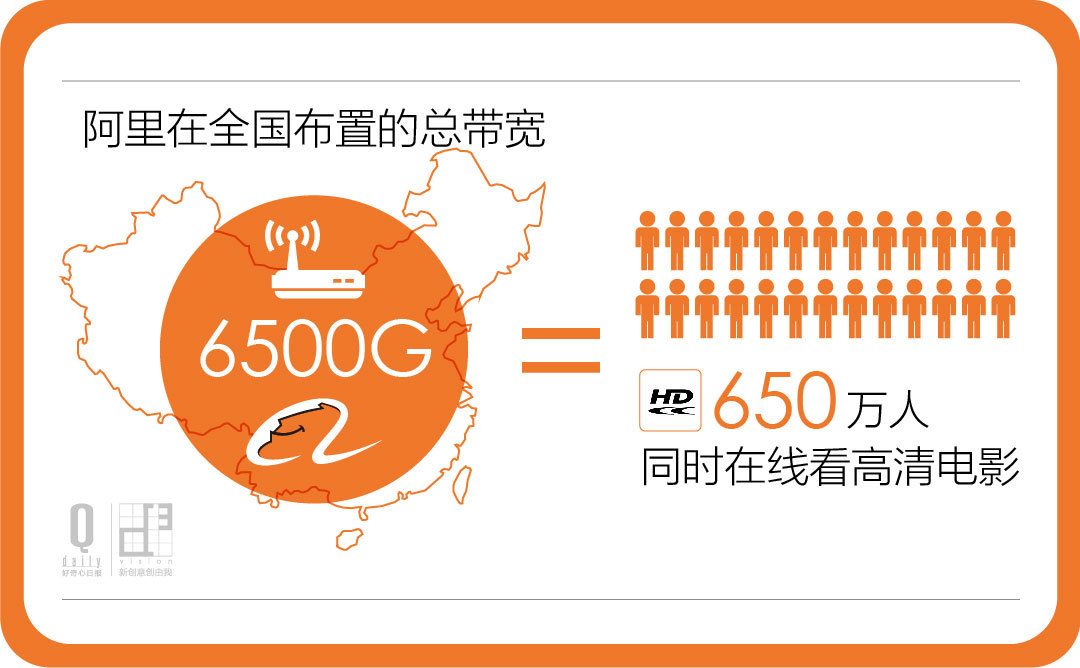 阿里在全国布置的总带宽
6500G
HD
650万人
同时在线看高清电影
Q
daily
好奇心日报
vision
新创意创由我